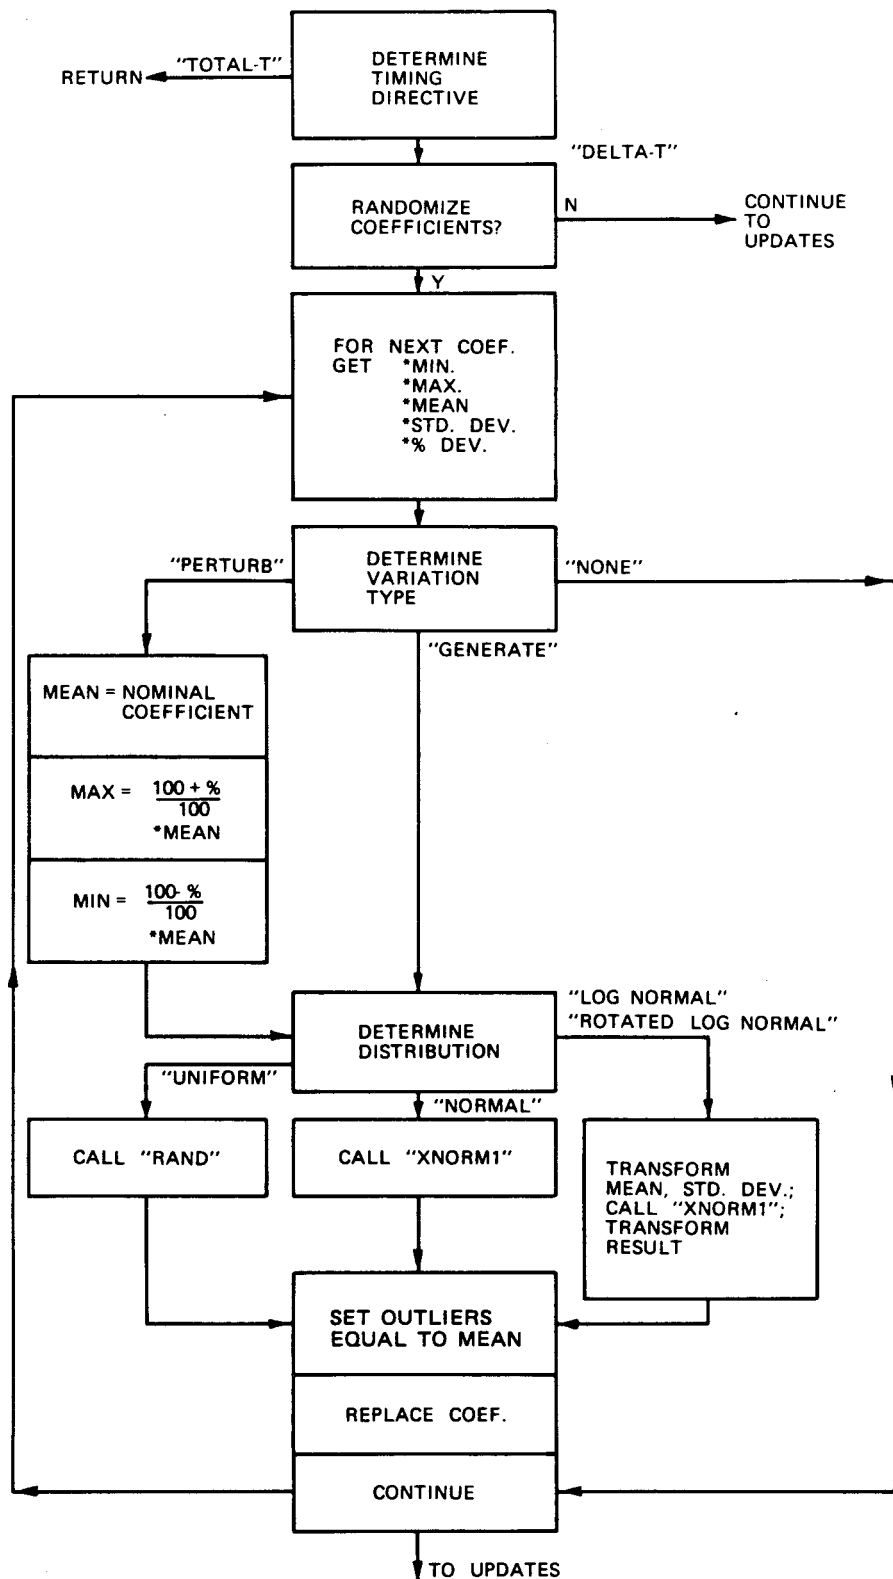 DETERMINE
TIMING
DIRECTIVE
"TOTAL-T"
RETURN
"DELTA-T"
RANDOMIZE
COEFFICIENTS?
N
CONTINUE
TO
UPDATES
Y
FOR NEXT COEF.
GET *MIN.
*MAX.
*MEAN
*STD. DEV.
*% DEV.
"PERTURB"
DETERMINE
VARIATION
TYPE
"NONE"
"GENERATE"
MEAN = NOMINAL
COEFFICIENT
MAX = 100 + %
100
*MEAN
MIN = 100- %
100
*MEAN
DETERMINE
DISTRIBUTION
"LOG NORMAL"
"ROTATED LOG NORMAL"
"UNIFORM"
"NORMAL"
CALL "RAND"
CALL "XNORM1"
TRANSFORM
MEAN, STD. DEV.;
CALL "XNORM1";
TRANSFORM
RESULT
SET OUTLIERS
EQUAL TO MEAN
REPLACE COEF.
CONTINUE
TO UPDATES